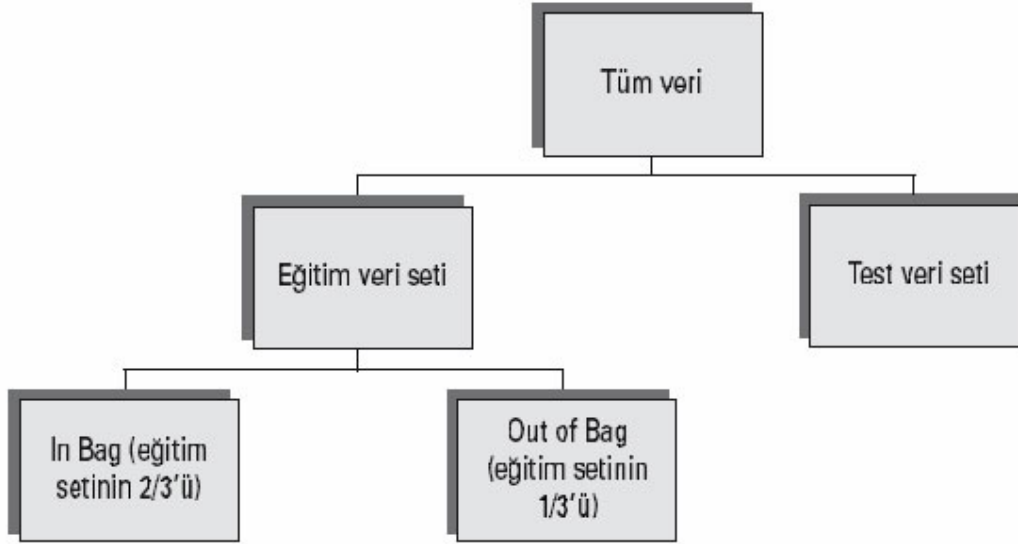 Tüm veri
Eğitim veri seti
Test veri seti
In Bag (eğitim
setinin 2/3'ü)
Out of Bag
(eğitim setinin
1/3'ü)